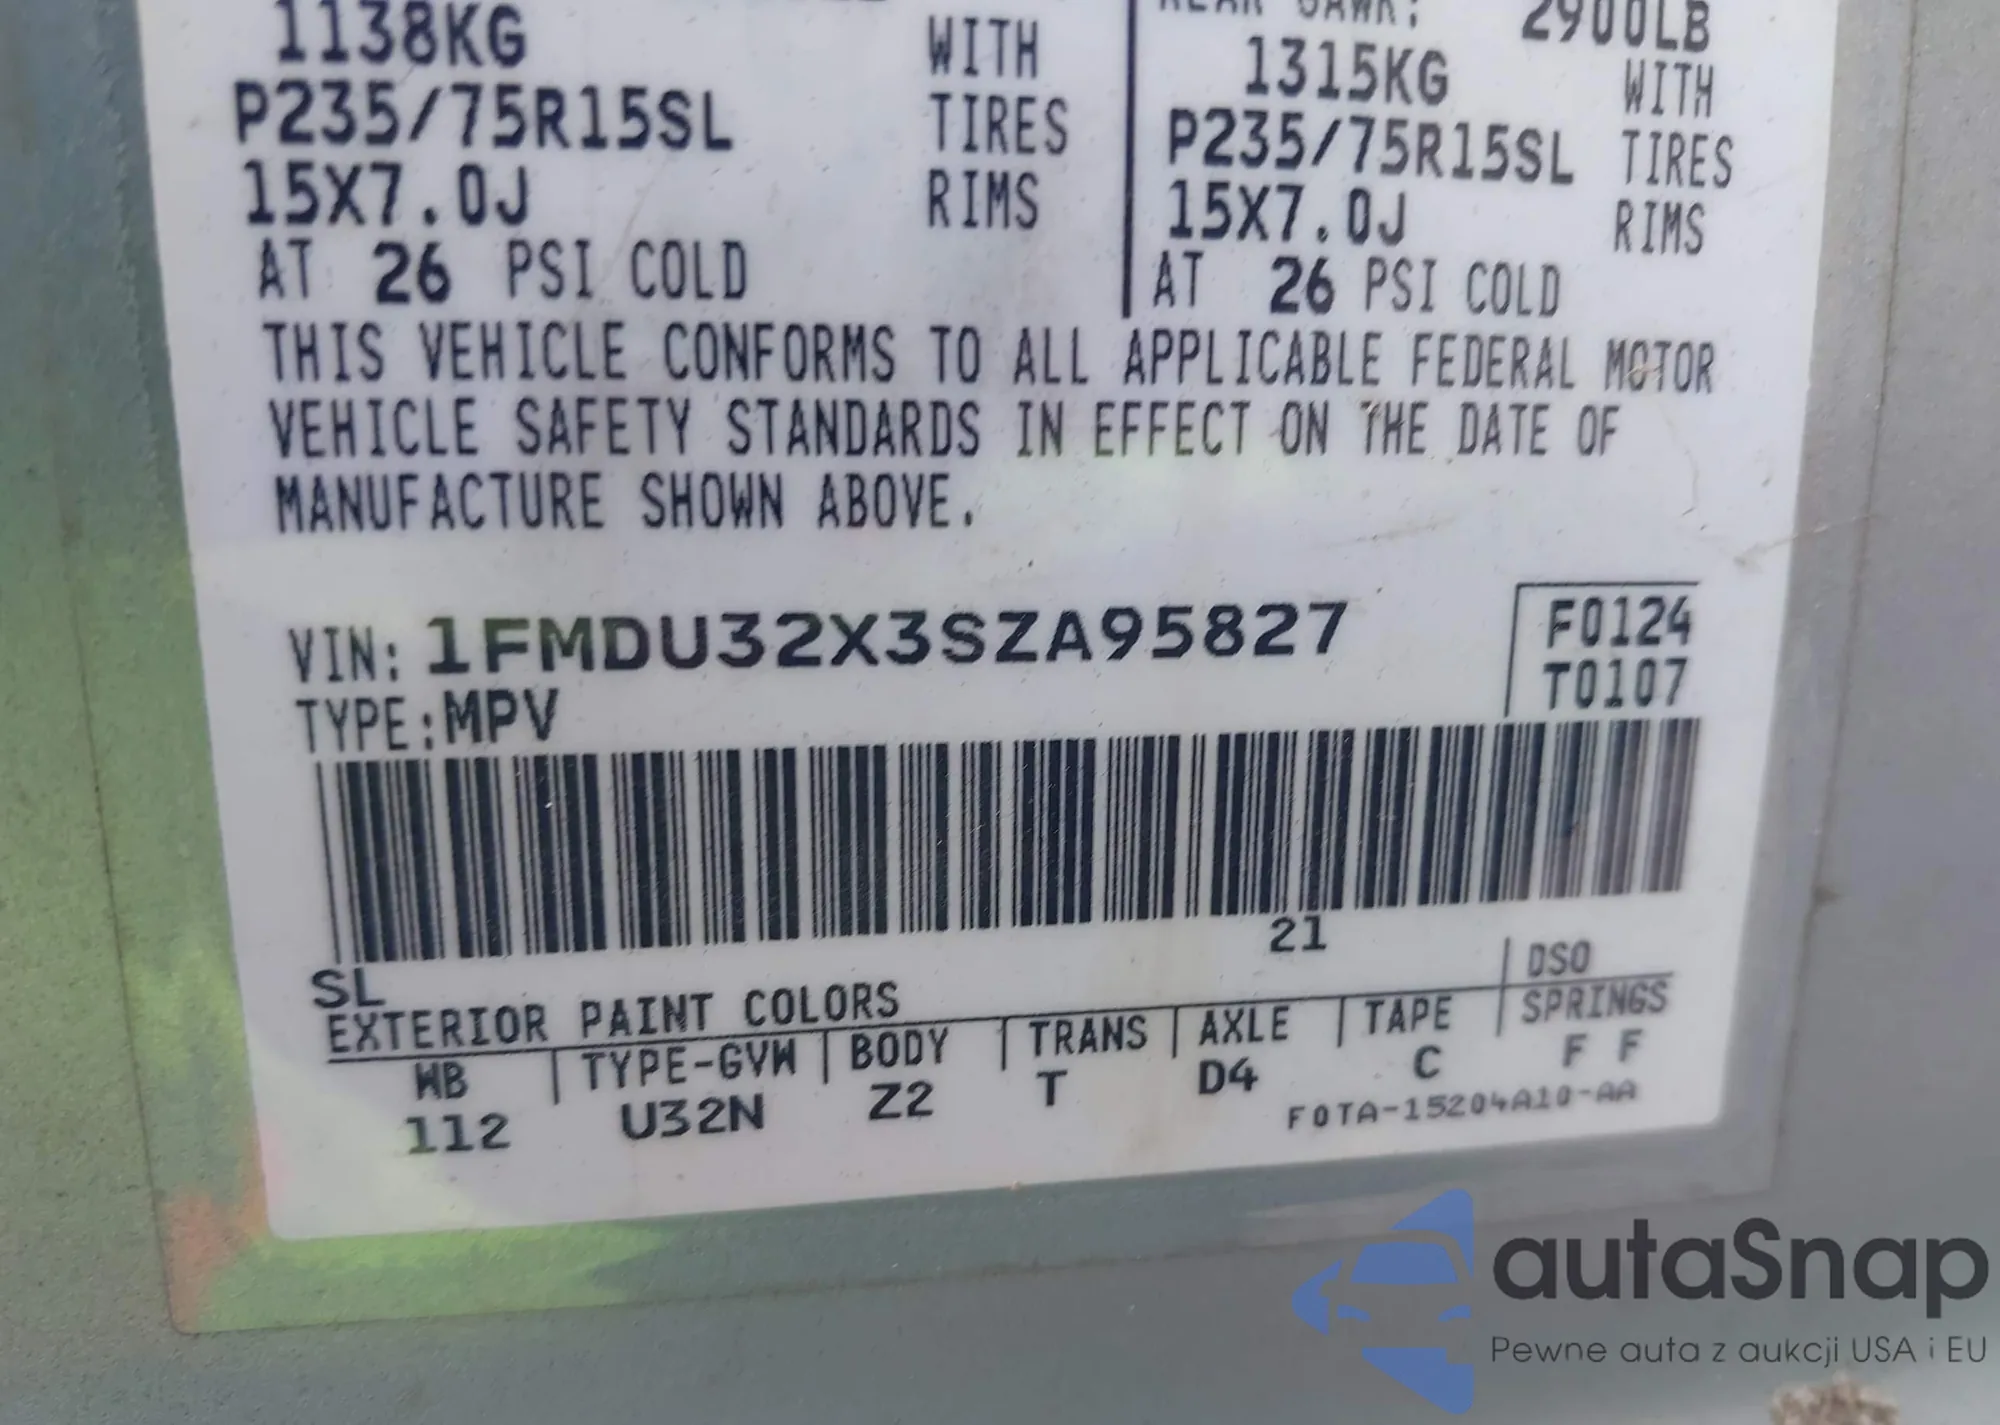 1138KG WITH
P235/75R15SL TIRES
15X7.0J RIMS
AT 26 PSI COLD
REAR GAWR: 2900LB
1315KG WITH
P235/75R15SL TIRES
15X7.0J RIMS
AT 26 PSI COLD
THIS VEHICLE CONFORMS TO ALL APPLICABLE FEDERAL MOTOR
VEHICLE SAFETY STANDARDS IN EFFECT ON THE DATE OF
MANUFACTURE SHOWN ABOVE.
VIN: 1FMDU32X3SZA95827
TYPE:MPV
F0124
T0107
21
SL
EXTERIOR PAINT COLORS DSO
WB TYPE-GVW BODY TRANS AXLE TAPE SPRINGS
112 U32N Z2 T D4 C F F
F0TA-15204A10-AA
autaSnap
Pewne auta z aukcji USA i EU